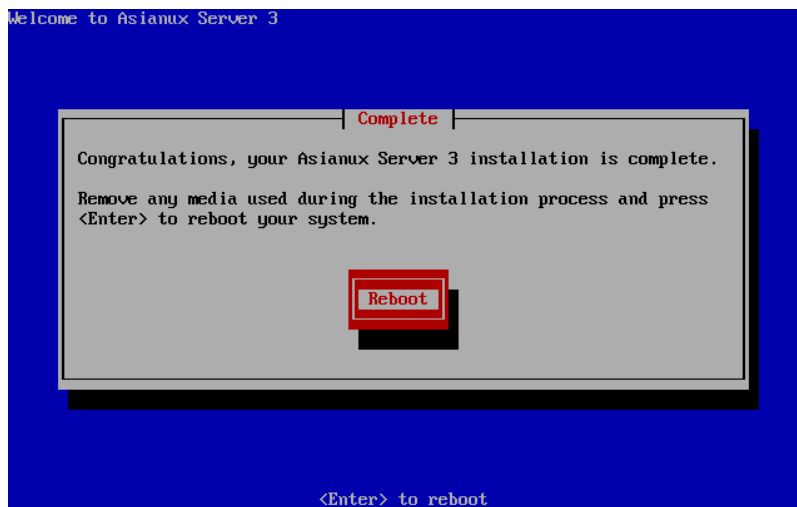 Welcome to Asianux Server 3
Complete
Congratulations, your Asianux Server 3 installation is complete.
Remove any media used during the installation process and press
<Enter> to reboot your system.
Reboot
<Enter> to reboot